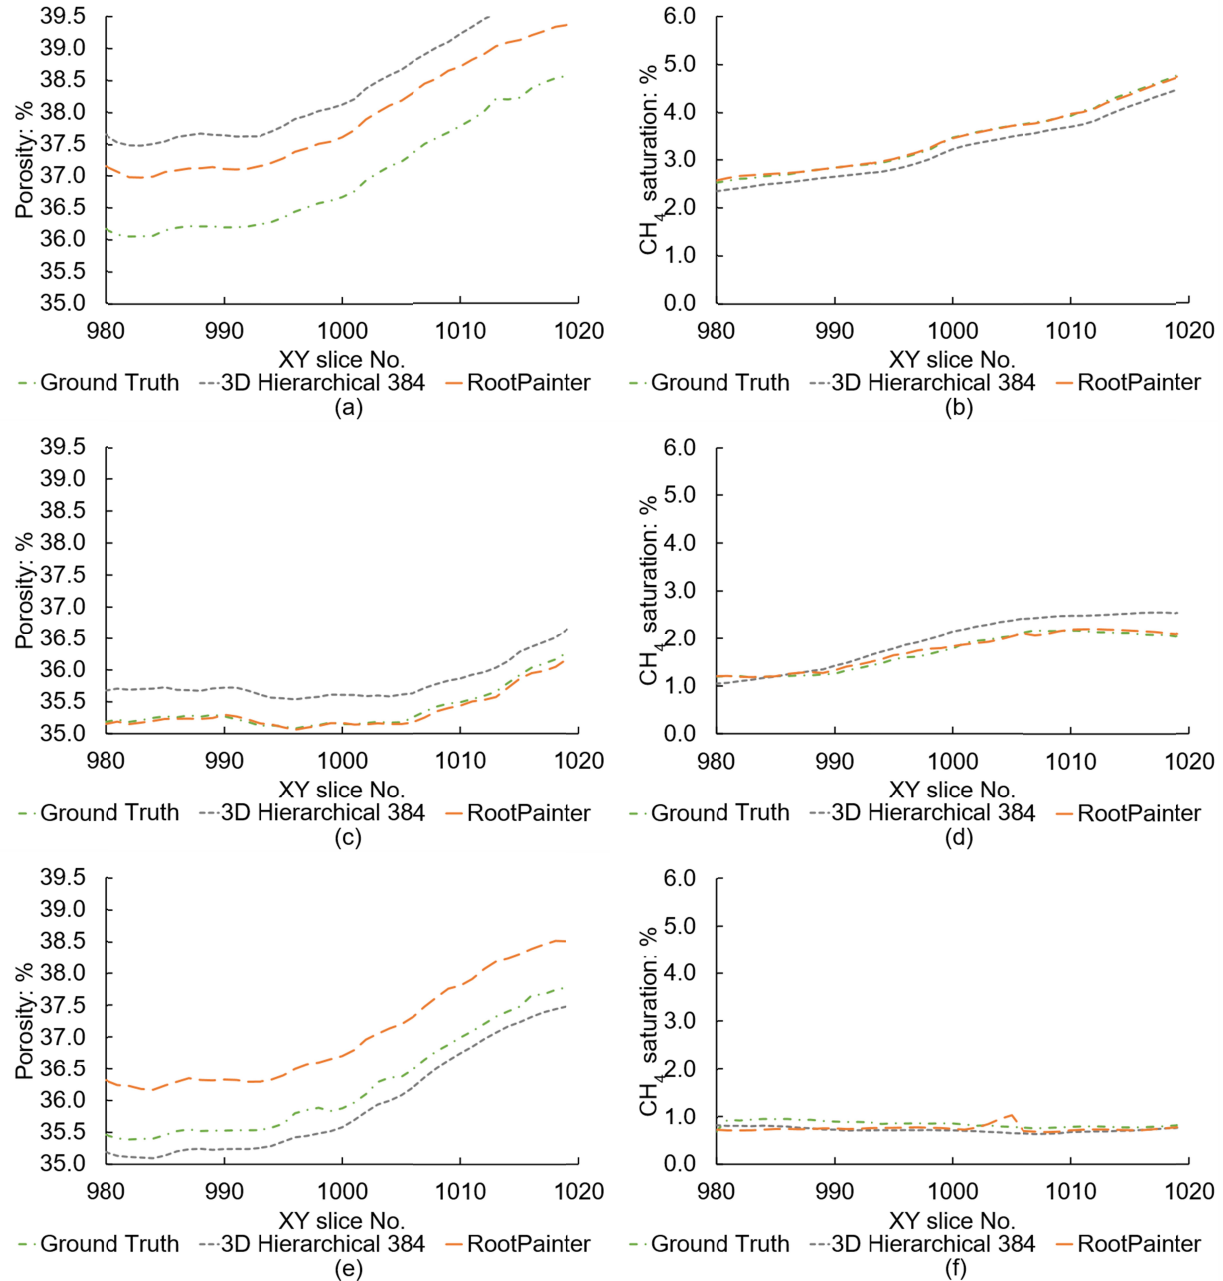 39.5
39.0
38.5
38.0
37.5
37.0
36.5
36.0
35.5
35.0
Porosity: %
980 990 1000 1010 1020
XY slice No.
Ground Truth 3D Hierarchical 384 RootPainter
(a)
6.0
5.0
4.0
3.0
2.0
1.0
0.0
CH4 saturation: %
980 990 1000 1010 1020
XY slice No.
Ground Truth 3D Hierarchical 384 RootPainter
(b)
39.5
39.0
38.5
38.0
37.5
37.0
36.5
36.0
35.5
35.0
Porosity: %
980 990 1000 1010 1020
XY slice No.
Ground Truth 3D Hierarchical 384 RootPainter
(c)
6.0
5.0
4.0
3.0
2.0
1.0
0.0
CH4 saturation: %
980 990 1000 1010 1020
XY slice No.
Ground Truth 3D Hierarchical 384 RootPainter
(d)
39.5
39.0
38.5
38.0
37.5
37.0
36.5
36.0
35.5
35.0
Porosity: %
980 990 1000 1010 1020
XY slice No.
Ground Truth 3D Hierarchical 384 RootPainter
(e)
6.0
5.0
4.0
3.0
2.0
1.0
0.0
CH4 saturation: %
980 990 1000 1010 1020
XY slice No.
Ground Truth 3D Hierarchical 384 RootPainter
(f)